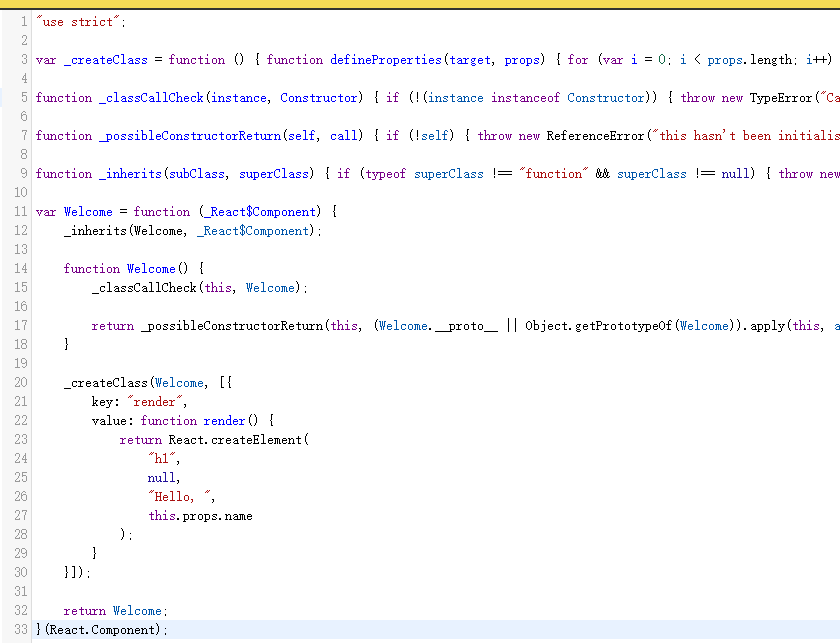 1 "use strict";
2
3 var _createClass = function () { function defineProperties(target, props) { for (var i = 0; i < props.length; i++)
4
5 function _classCallCheck(instance, Constructor) { if (!(instance instanceof Constructor)) { throw new TypeError("Ca
6
7 function _possibleConstructorReturn(self, call) { if (!self) { throw new ReferenceError("this hasn't been initialis
8
9 function _inherits(subClass, superClass) { if (typeof superClass !== "function" && superClass !== null) { throw new
10
11 var Welcome = function (_React$Component) {
12     _inherits(Welcome, _React$Component);
13
14     function Welcome() {
15         _classCallCheck(this, Welcome);
16
17         return _possibleConstructorReturn(this, (Welcome.__proto__ || Object.getPrototypeOf(Welcome)).apply(this, a
18     }
19
20     _createClass(Welcome, [{
21         key: "render",
22         value: function render() {
23             return React.createElement(
24                 "h1",
25                 null,
26                 "Hello, ",
27                 this.props.name
28             );
29         }
30     }]);
31
32     return Welcome;
33 }(React.Component);